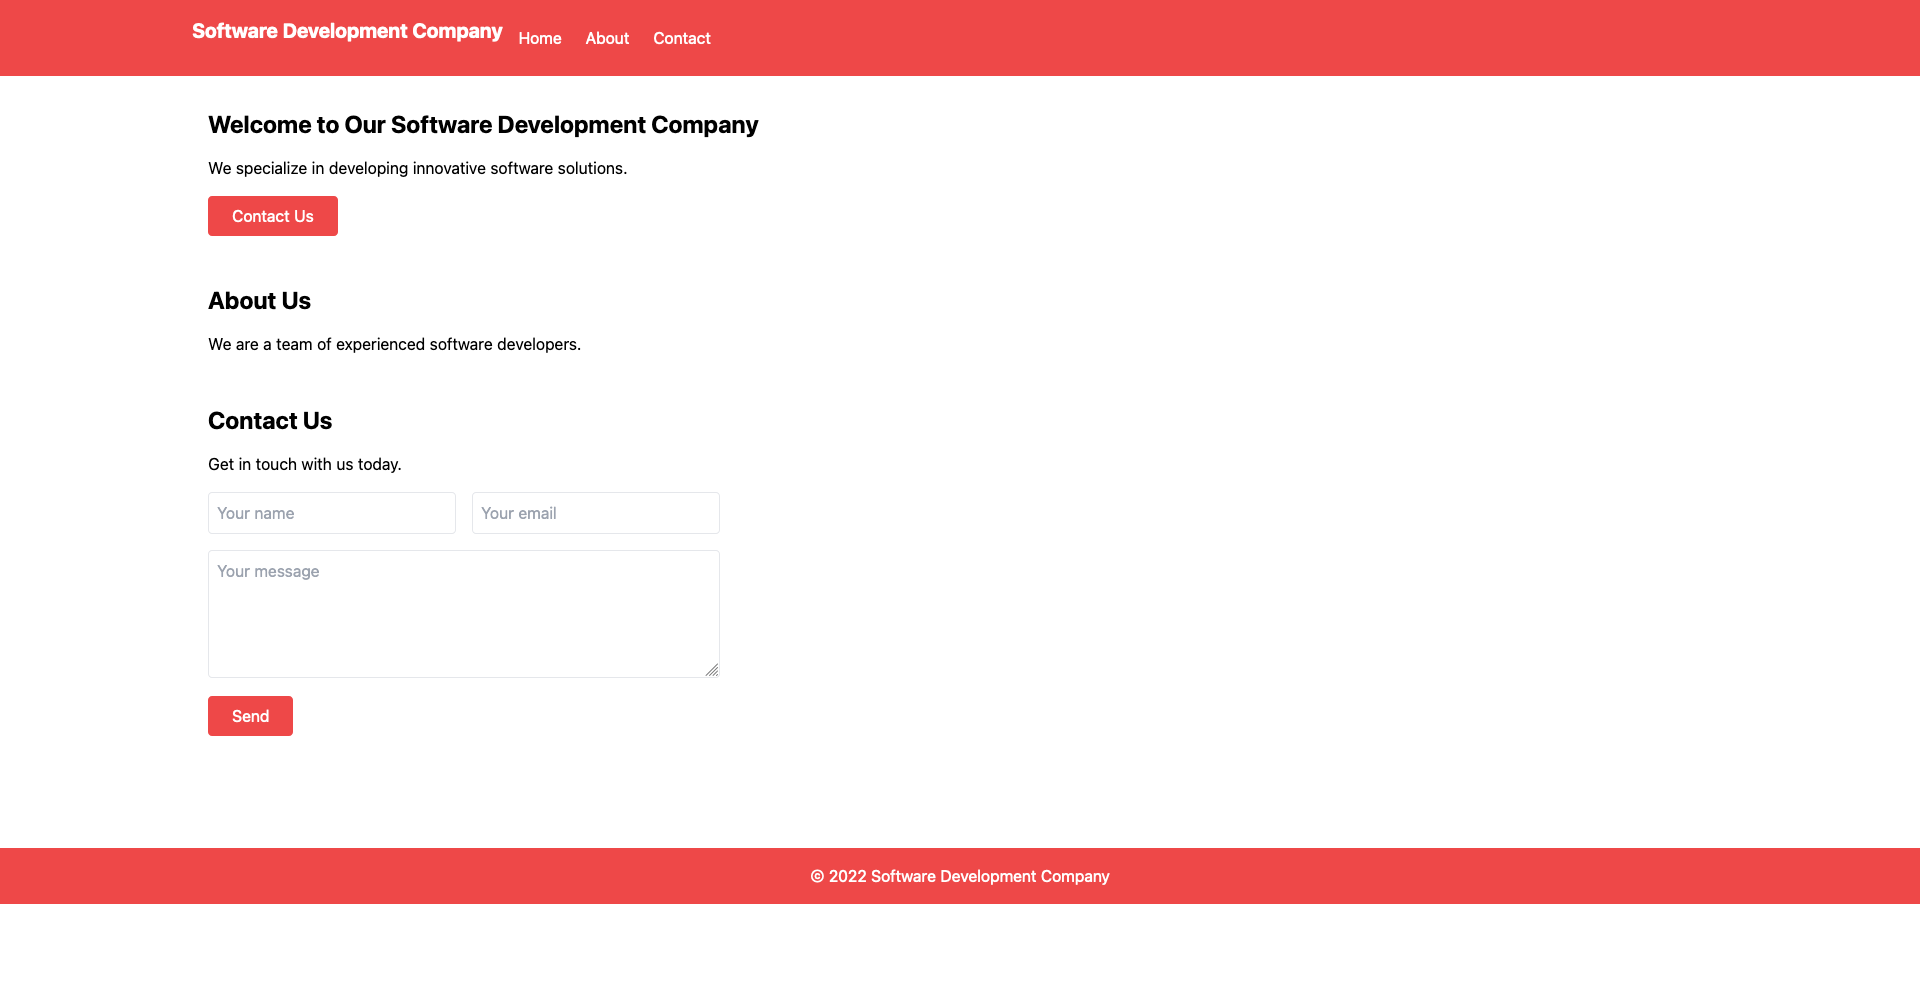 Software Development Company Home About Contact
Welcome to Our Software Development Company
We specialize in developing innovative software solutions.
Contact Us
About Us
We are a team of experienced software developers.
Contact Us
Get in touch with us today.
Your name Your email
Your message
Send
© 2022 Software Development Company